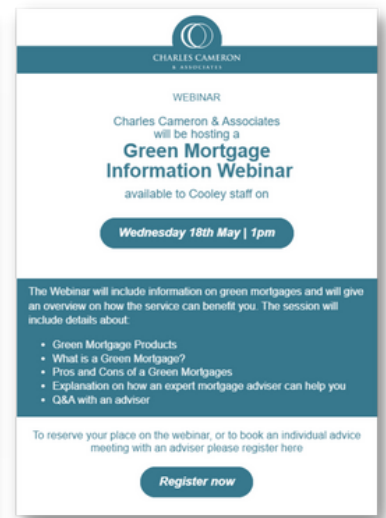 CHARLES CAMERON
& ASSOCIATES
WEBINAR
Charles Cameron & Associates
will be hosting a
Green Mortgage
Information Webinar
available to Cooley staff on
Wednesday 18th May | 1pm
The Webinar will include information on green mortgages and will give
an overview on how the service can benefit you. The session will
include details about:
• Green Mortgage Products
• What is a Green Mortgage?
• Pros and Cons of a Green Mortgages
• Explanation on how an expert mortgage adviser can help you
• Q&A with an adviser
To reserve your place on the webinar, or to book an individual advice
meeting with an adviser please register here
Register now